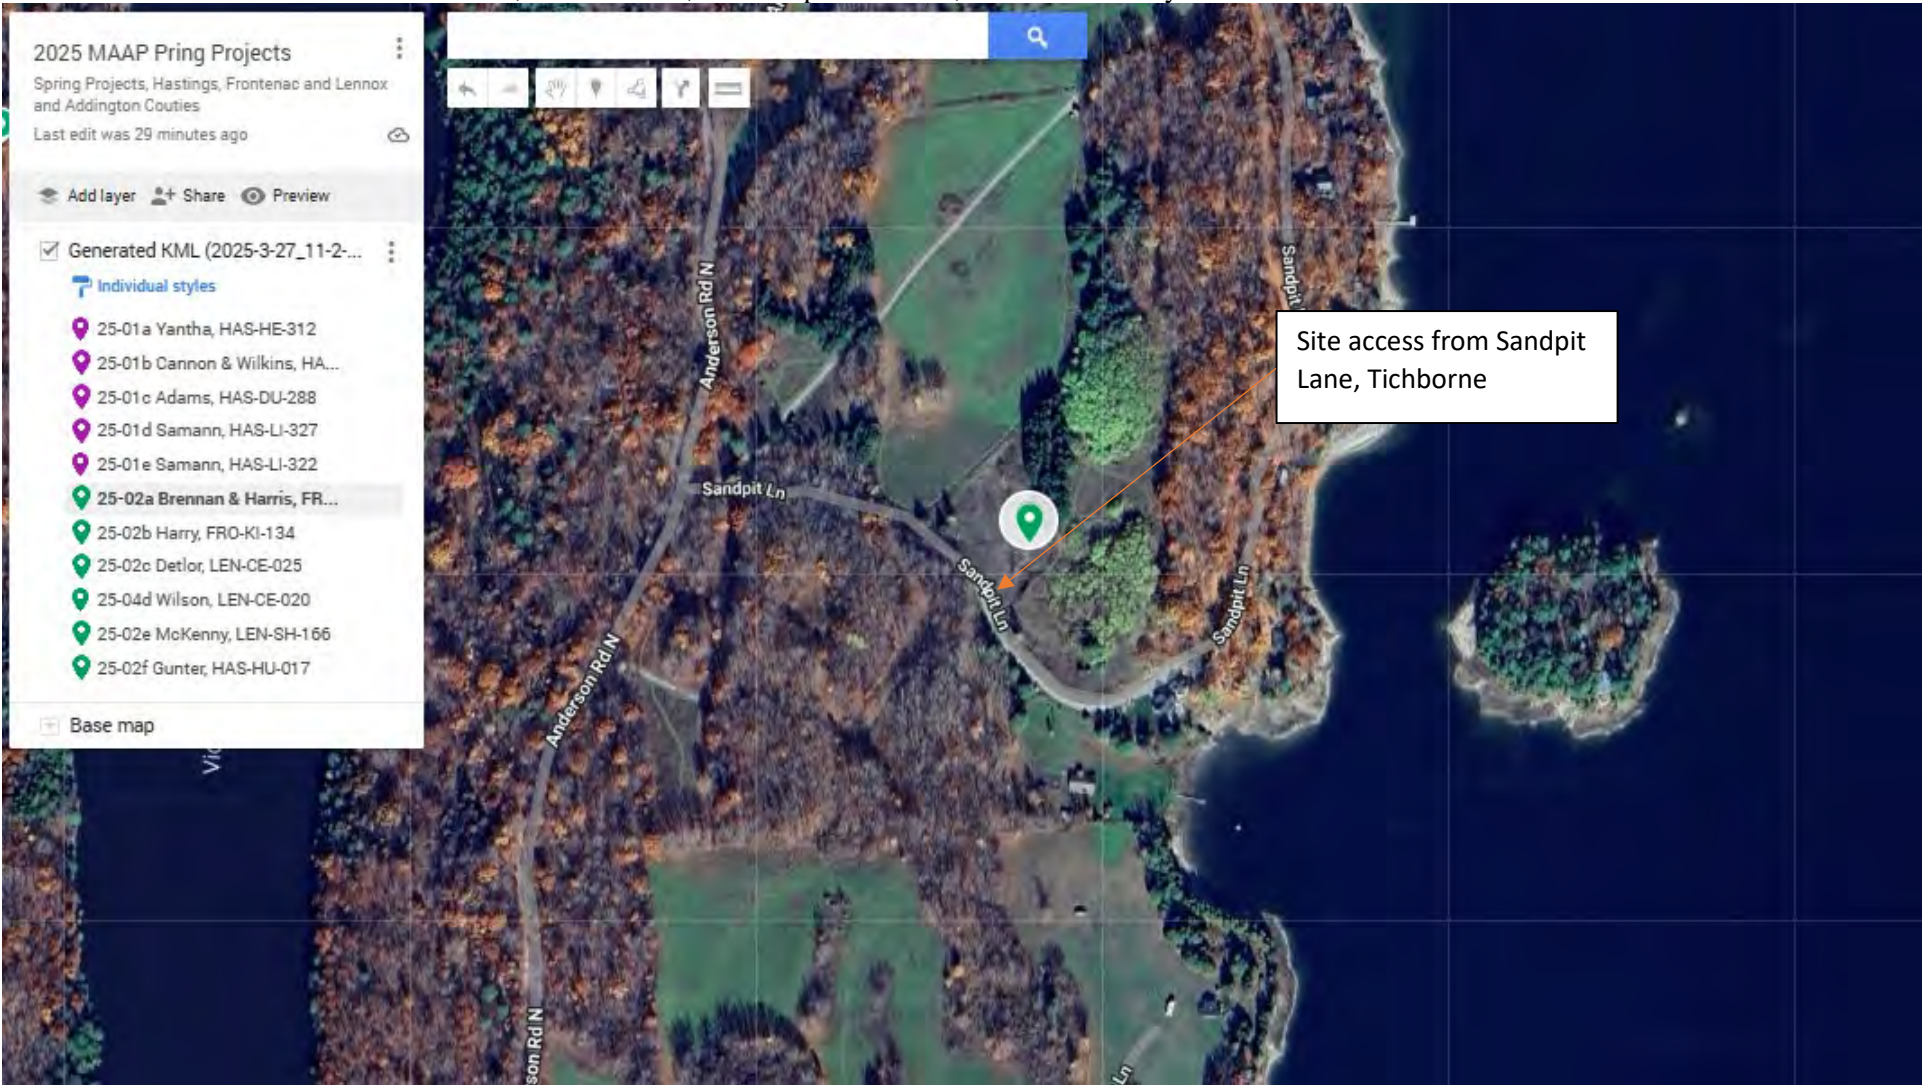 2025 MAAP Pring Projects
Spring Projects, Hastings, Frontenac and Lennox
and Addington Couties
Last edit was 29 minutes ago
Add layer Share Preview
Generated KML (2025-3-27_11-2-...
Individual styles
25-01a Yantha, HAS-HE-312
25-01b Cannon & Wilkins, HA...
25-01c Adams, HAS-DU-288
25-01d Samann, HAS-LI-327
25-01e Samann, HAS-LI-322
25-02a Brennan & Harris, FR...
25-02b Harry, FRO-KI-134
25-02c Detlor, LEN-CE-025
25-04d Wilson, LEN-CE-020
25-02e McKenny, LEN-SH-166
25-02f Gunter, HAS-HU-017
Base map
Anderson Rd N
Sandpit
Site access from Sandpit
Lane, Tichborne
Sandpit Ln
Sandpit Ln
Sandpit Ln
Anderson Rd N
Vic
son Rd N
Ln